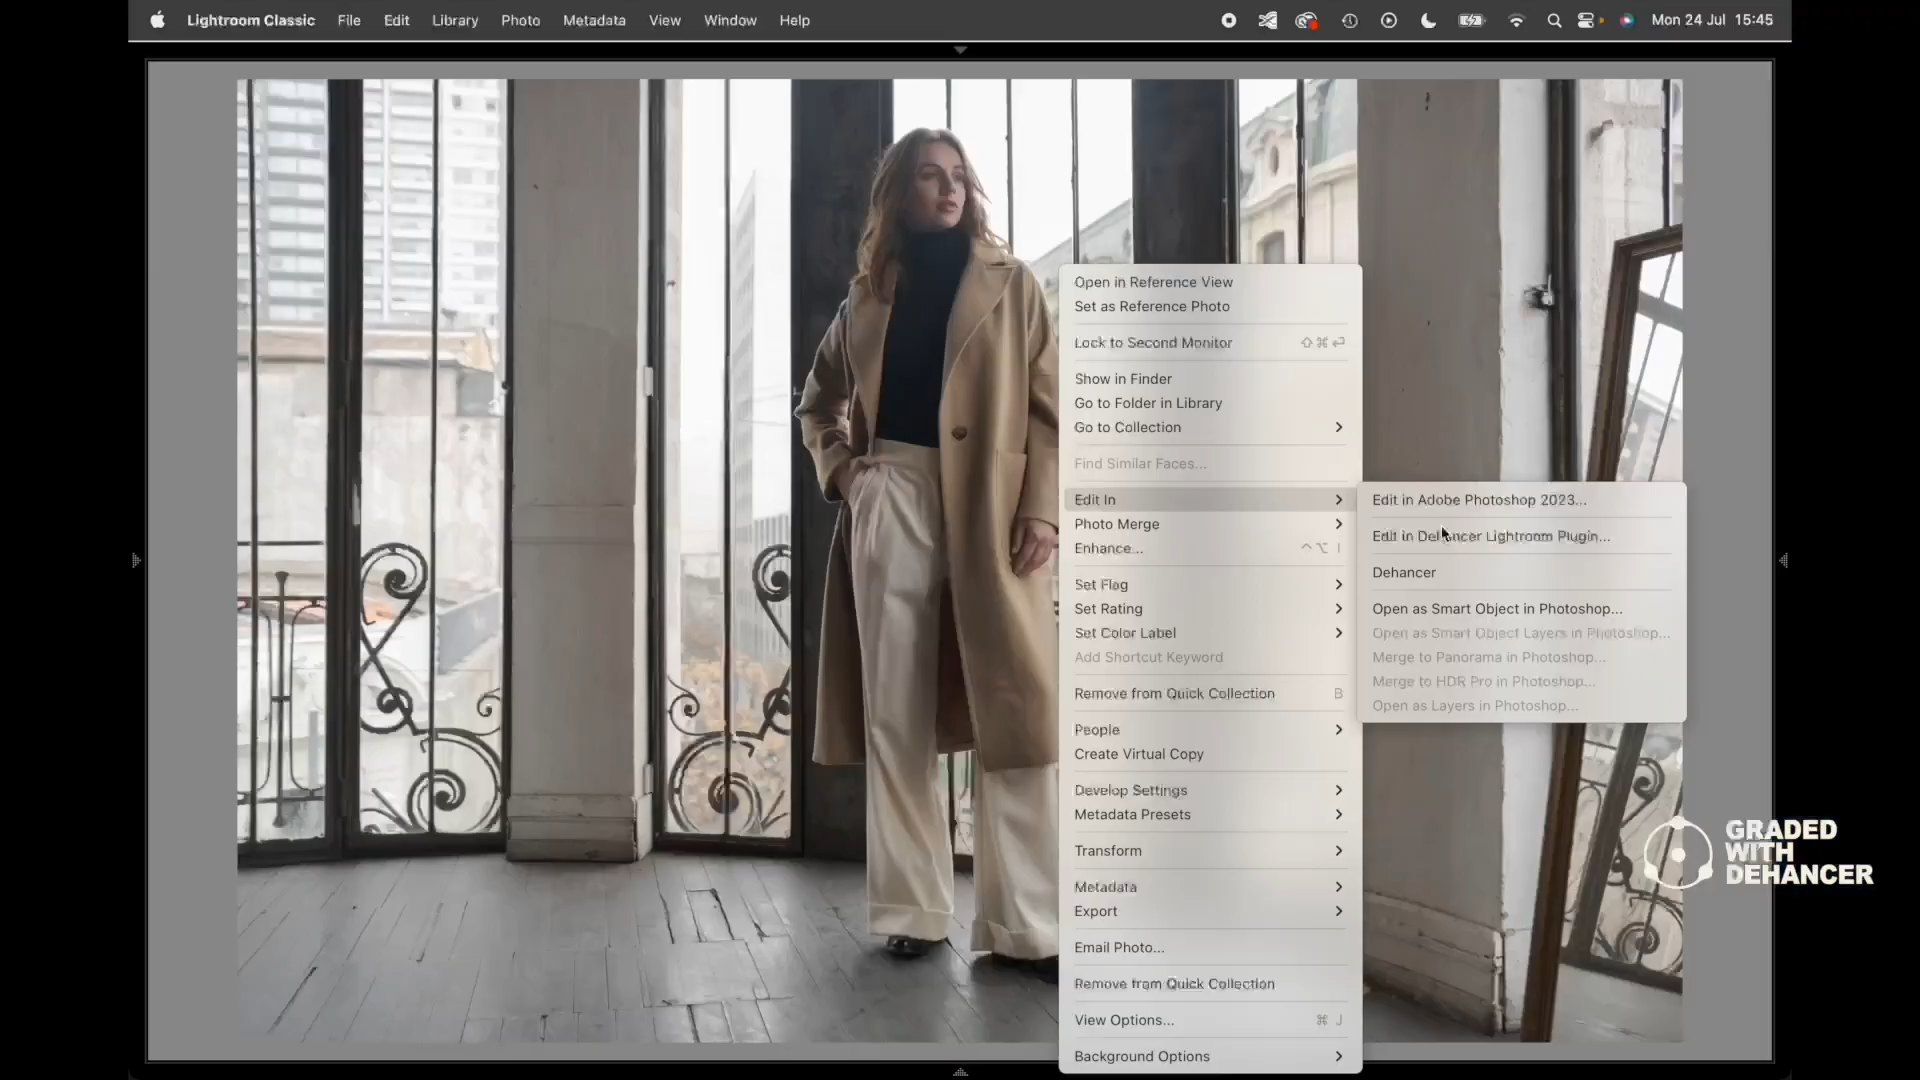 Lightroom Classic File Edit Library Photo Metadata View Window Help Mon 24 Jul 15:45
Open in Reference View
Set as Reference Photo
Lock to Second Monitor ⇧⌘⏎
Show in Finder
Go to Folder in Library
Go to Collection
Find Similar Faces...
Edit In
Photo Merge
Enhance... ^⌥ I
Set Flag
Set Rating
Set Color Label
Add Shortcut Keyword
Remove from Quick Collection B
People
Create Virtual Copy
Develop Settings
Metadata Presets
Transform
Metadata
Export
Email Photo...
Remove from Quick Collection
View Options... ⌘ J
Background Options
Edit in Adobe Photoshop 2023...
Edit in Dehancer Lightroom Plugin...
Dehancer
Open as Smart Object in Photoshop...
Open as Smart Object Layers in Photoshop...
Merge to Panorama in Photoshop...
Merge to HDR Pro in Photoshop...
Open as Layers in Photoshop...
GRADED
WITH
DEHANCER